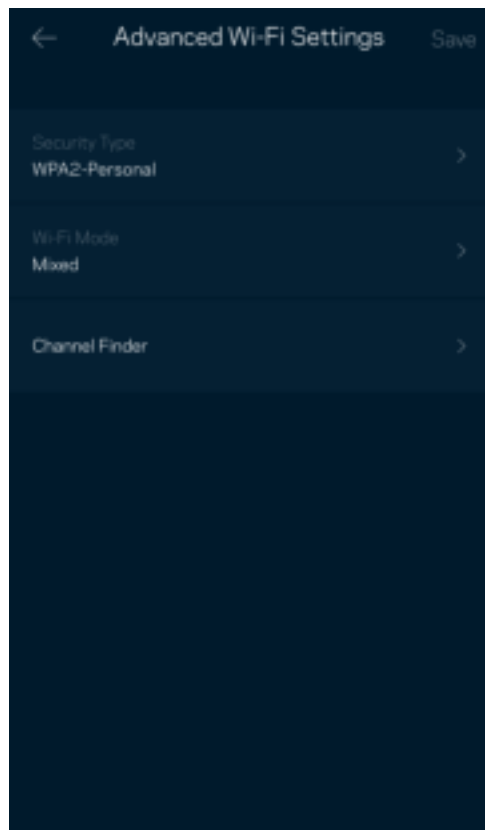 Advanced Wi-Fi Settings
Save
Security Type
WPA2-Personal
Wi-Fi Mode
Mixed
Channel Finder